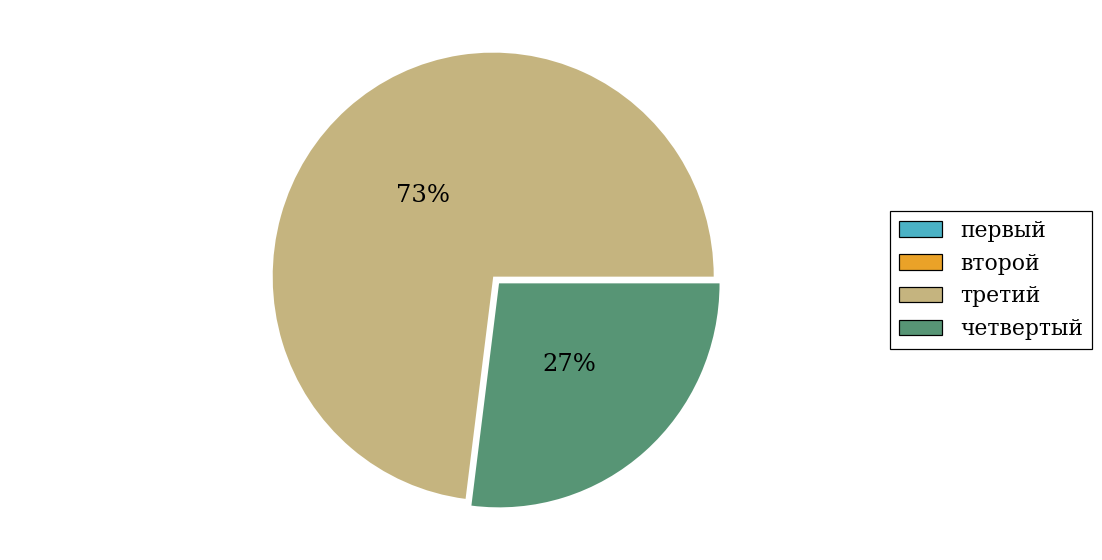 73%
27%
первый
второй
третий
четвертый